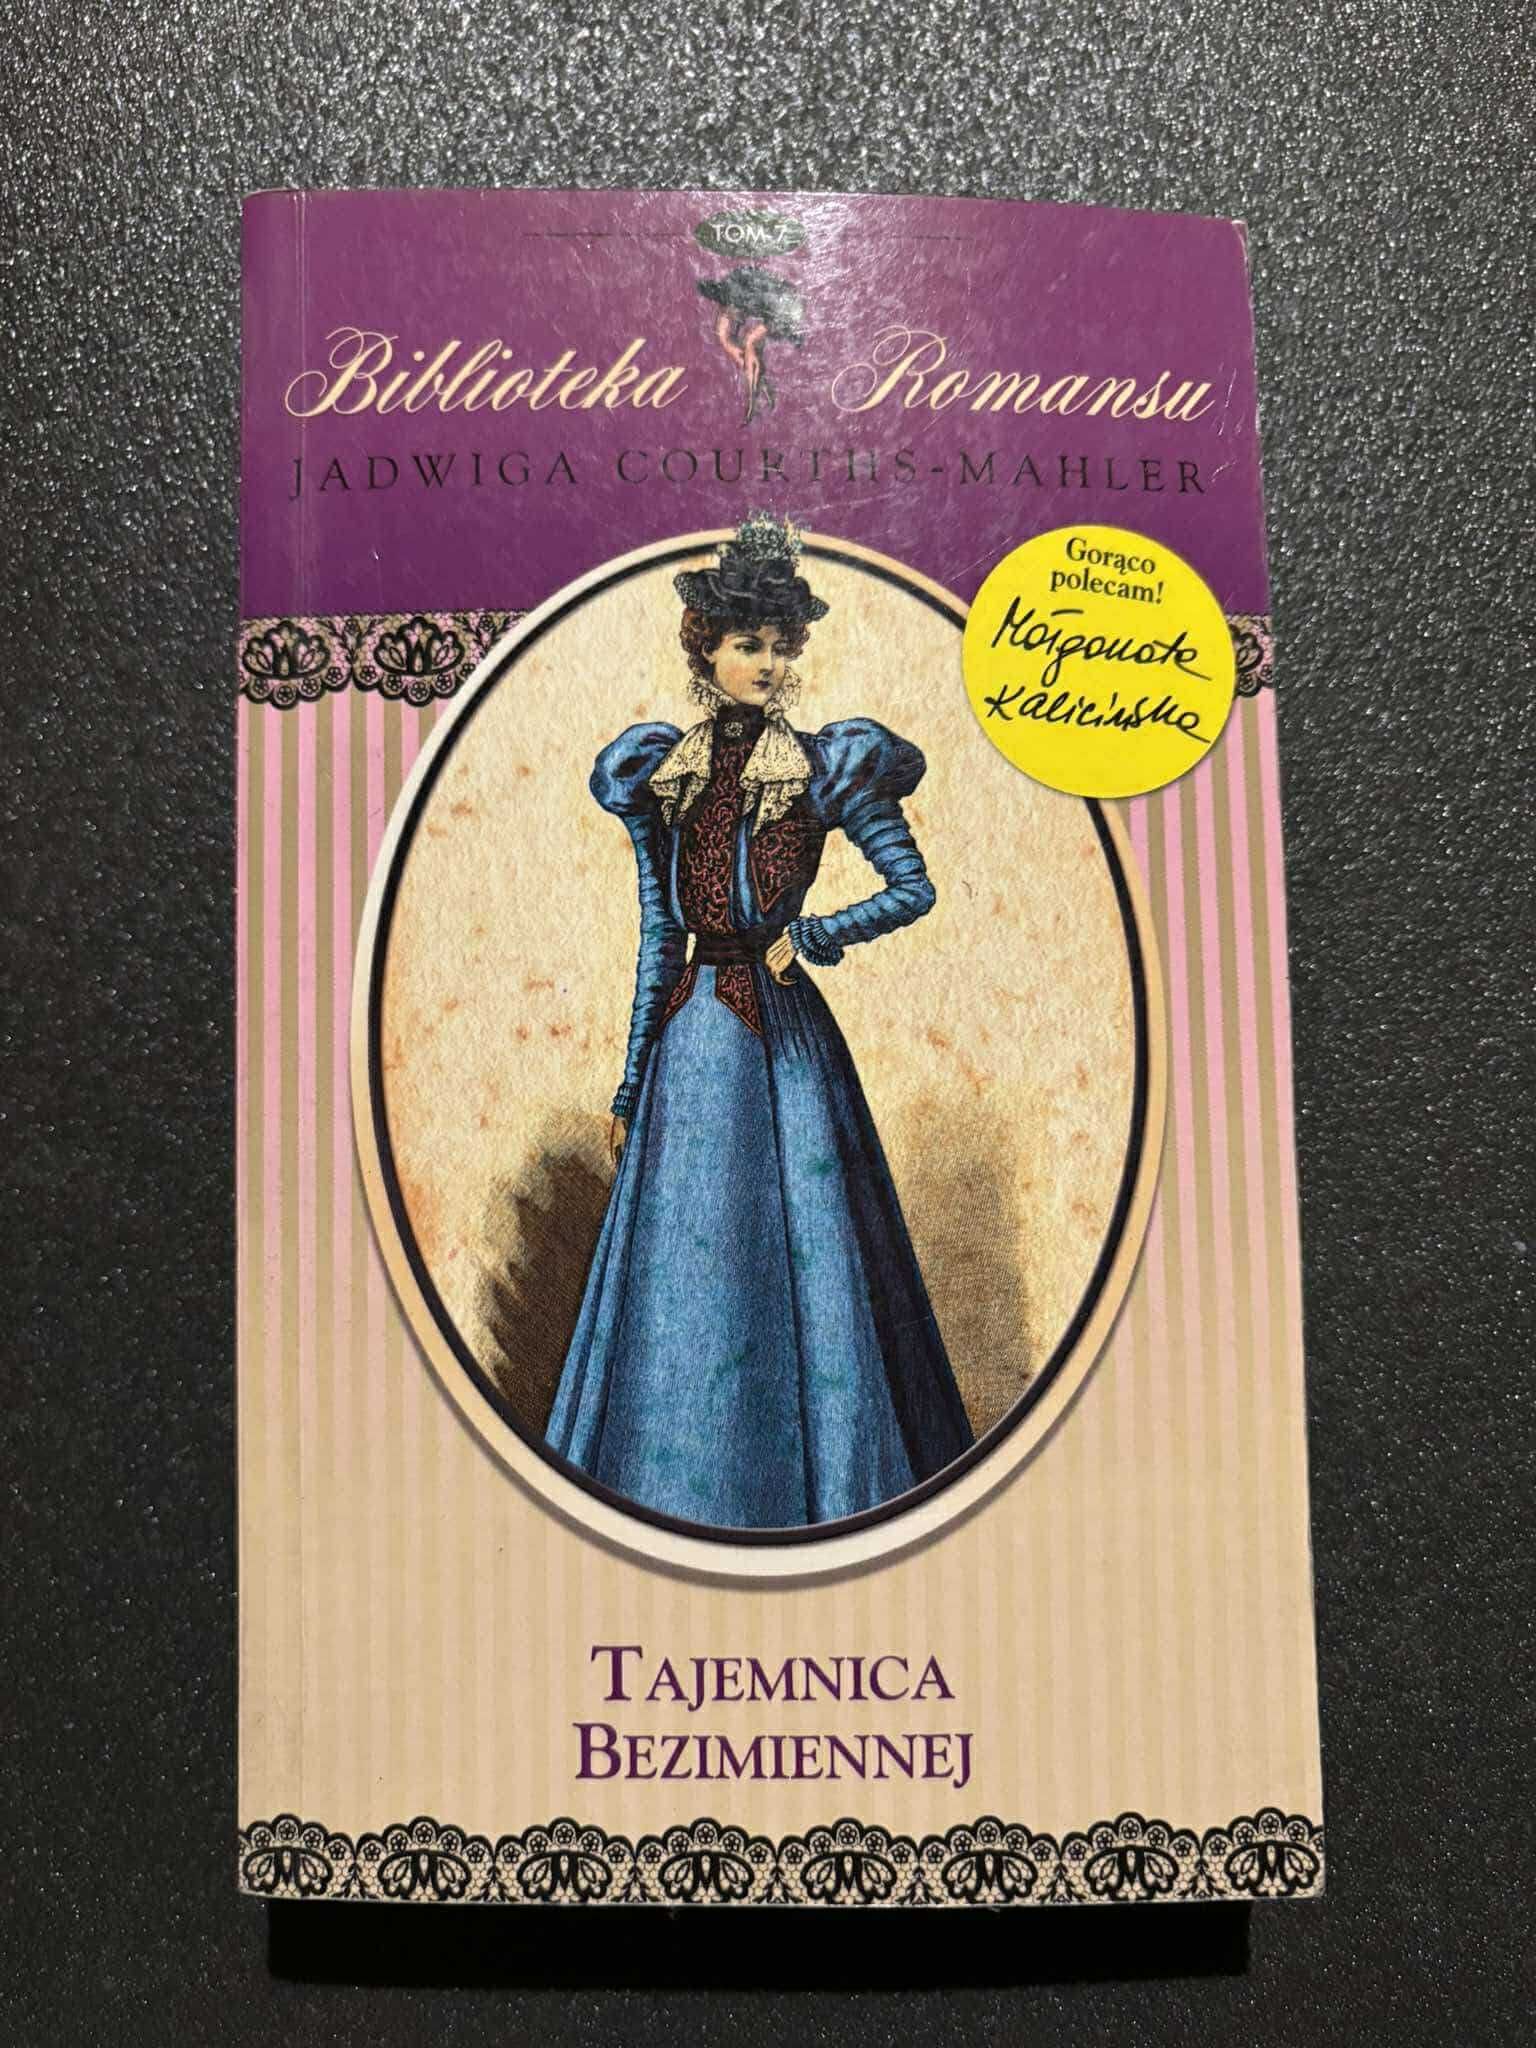 TOM 7
Biblioteka Romansu
JADWIGA COURTHS-MAHLER
Gorąco
polecam!
Małgorzata
Kalicińska
TAJEMNICA
BEZIMIENNEJ